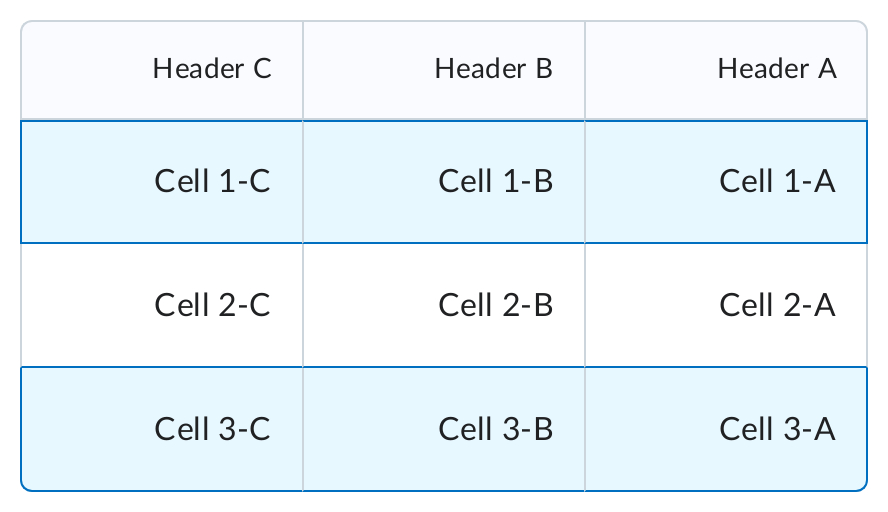 Header C Header B Header A
Cell 1-C Cell 1-B Cell 1-A
Cell 2-C Cell 2-B Cell 2-A
Cell 3-C Cell 3-B Cell 3-A